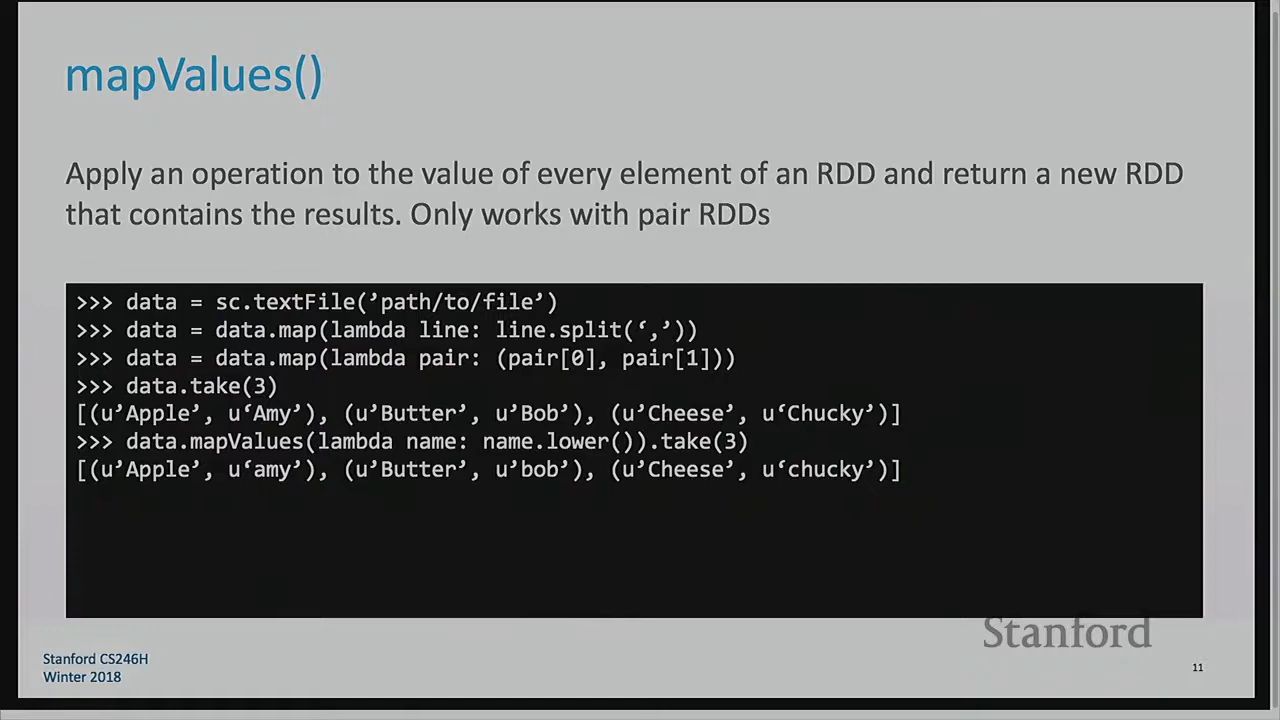 mapValues()
Apply an operation to the value of every element of an RDD and return a new RDD
that contains the results. Only works with pair RDDs
>>> data = sc.textFile(’path/to/file’)
>>> data = data.map(lambda line: line.split(‘,’))
>>> data = data.map(lambda pair: (pair[0], pair[1]))
>>> data.take(3)
[(u’Apple’, u‘Amy’), (u’Butter’, u’Bob’), (u’Cheese’, u‘Chucky’)]
>>> data.mapValues(lambda name: name.lower()).take(3)
[(u’Apple’, u‘amy’), (u’Butter’, u’bob’), (u’Cheese’, u‘chucky’)]
Stanford
Stanford CS246H
Winter 2018
11